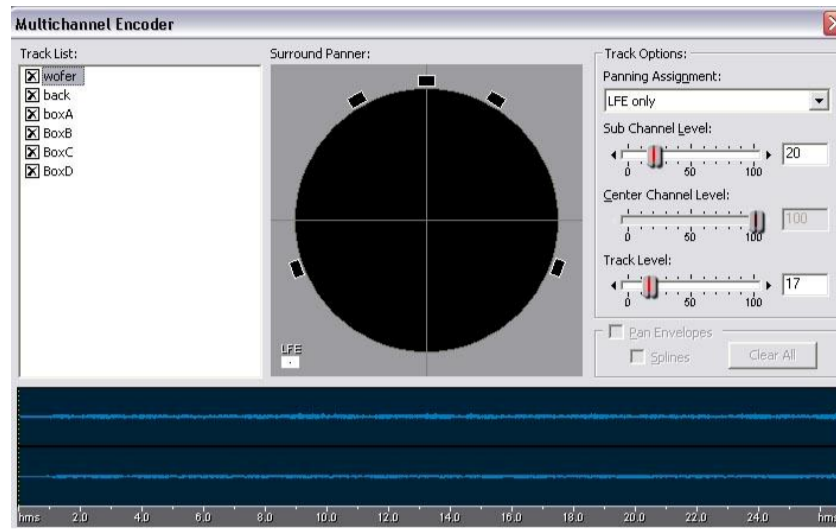 Multichannel Encoder
Track List:
wofer
back
boxA
BoxB
BoxC
BoxD
Surround Panner:
LFE
Track Options:
Panning Assignment:
LFE only
Sub Channel Level:
20
0 50 100
Center Channel Level:
100
0 50 100
Track Level:
17
0 50 100
Pan Envelopes
Splines
Clear All
hms 2.0 4.0 6.0 8.0 10.0 12.0 14.0 16.0 18.0 20.0 22.0 24.0